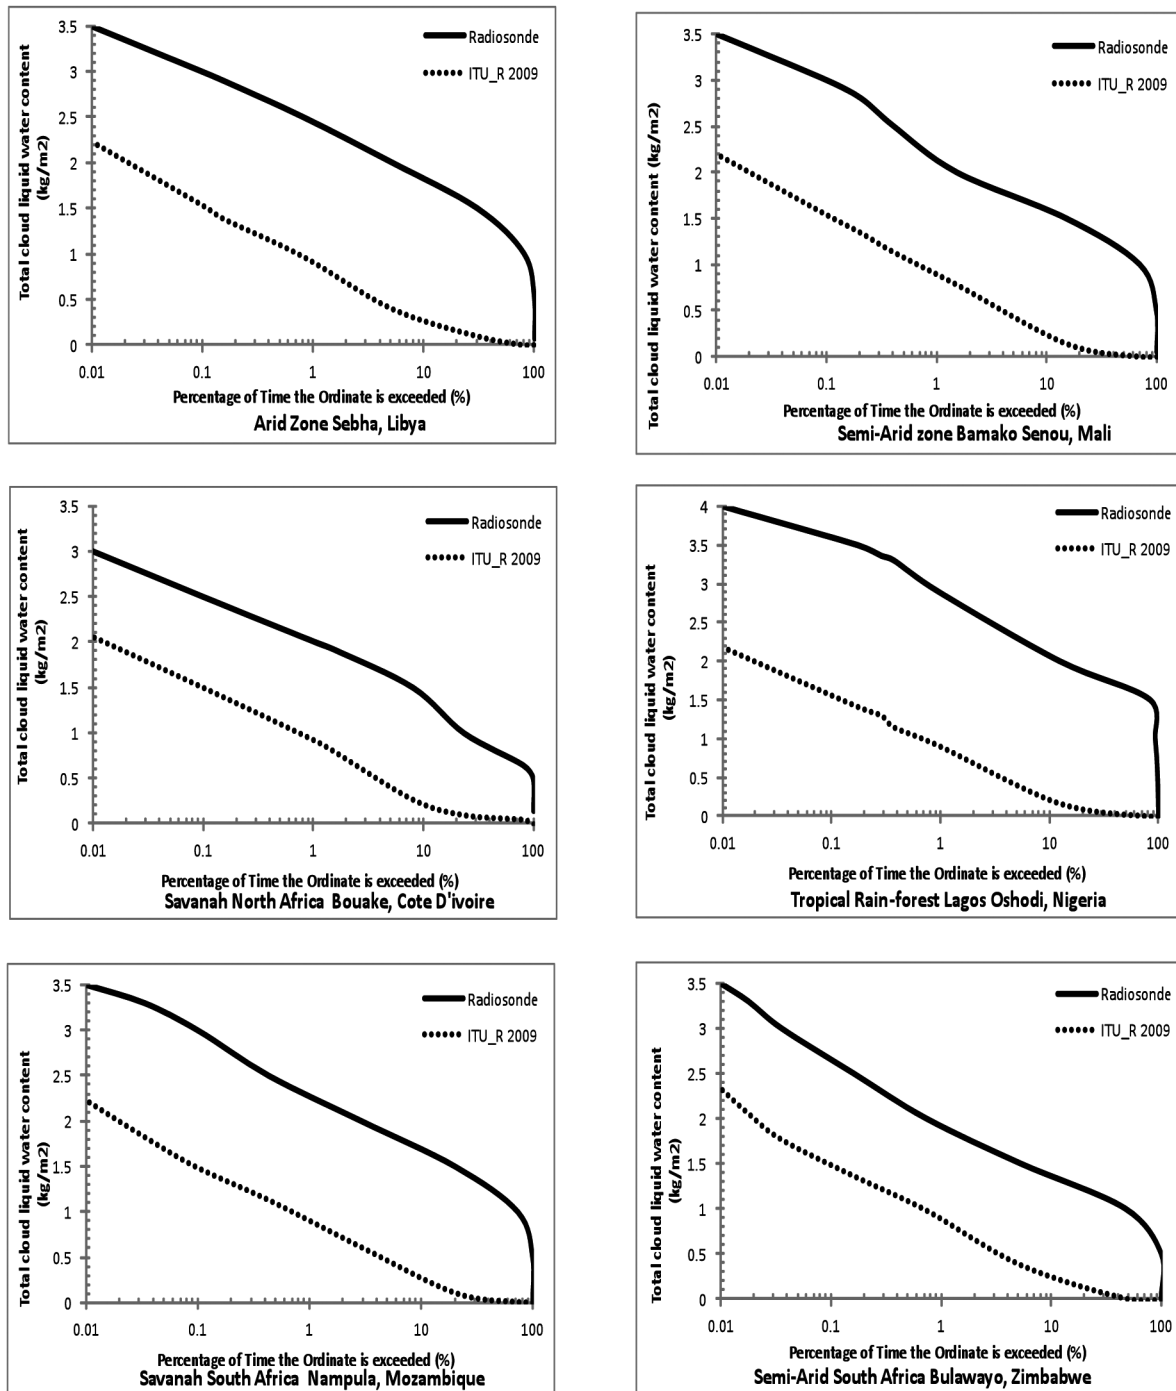 3.5
3
2.5
2
1.5
1
0.5
0
Total cloud liquid water content
(kg/m2)
Radiosonde
ITU_R 2009
0.01 0.1 1 10 100
Percentage of Time the Ordinate is exceeded (%)
Arid Zone Sebha, Libya
3.5
3
2.5
2
1.5
1
0.5
0
Total cloud liquid water content (kg/m2)
Radiosonde
ITU_R 2009
0.01 0.1 1 10 100
Percentage of Time the Ordinate is exceeded (%)
Semi-Arid zone Bamako Senou, Mali
3.5
3
2.5
2
1.5
1
0.5
0
Total cloud liquid water content
(kg/m2)
Radiosonde
ITU_R 2009
0.01 0.1 1 10 100
Percentage of Time the Ordinate is exceeded (%)
Savanah North Africa Bouake, Cote D'ivoire
4
3.5
3
2.5
2
1.5
1
0.5
0
Total cloud liquid water content
(kg/m2)
Radiosonde
ITU_R 2009
0.01 0.1 1 10 100
Percentage of Time the Ordinate is exceeded (%)
Tropical Rain-forest Lagos Oshodi, Nigeria
3.5
3
2.5
2
1.5
1
0.5
0
Total cloud liquid water content
(kg/m2)
Radiosonde
ITU_R 2009
0.01 0.1 1 10 100
Percentage of Time the Ordinate is exceeded (%)
Savanah South Africa Nampula, Mozambique
3.5
3
2.5
2
1.5
1
0.5
0
Total cloud liquid water content
(kg/m2)
Radiosonde
ITU_R 2009
0.01 0.1 1 10 100
Percentage of Time the Ordinate is exceeded (%)
Semi-Arid South Africa Bulawayo, Zimbabwe